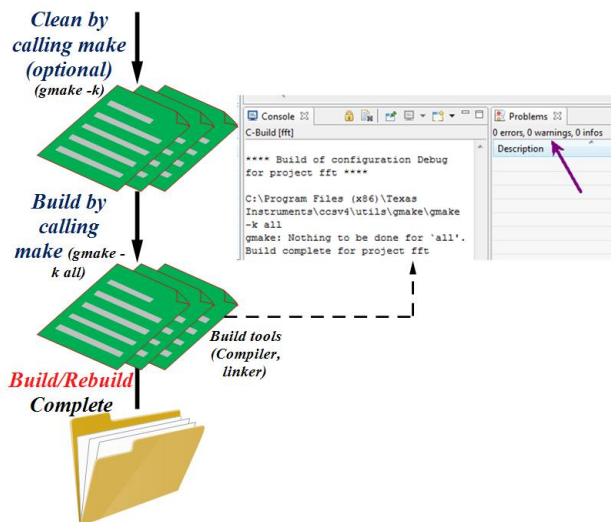 Clean by
calling make
(optional)
(gmake -k)
Console
C-Build [fft]
**** Build of configuration Debug
for project fft ****
C:\Program Files (x86)\Texas
Instruments\ccsv4\utils\gmake\gmake
-k all
gmake: Nothing to be done for `all'.
Build complete for project fft
Problems
0 errors, 0 warnings, 0 infos
Description
Build by
calling
make (gmake -
k all)
Build tools
(Compiler,
linker)
Build/Rebuild
Complete